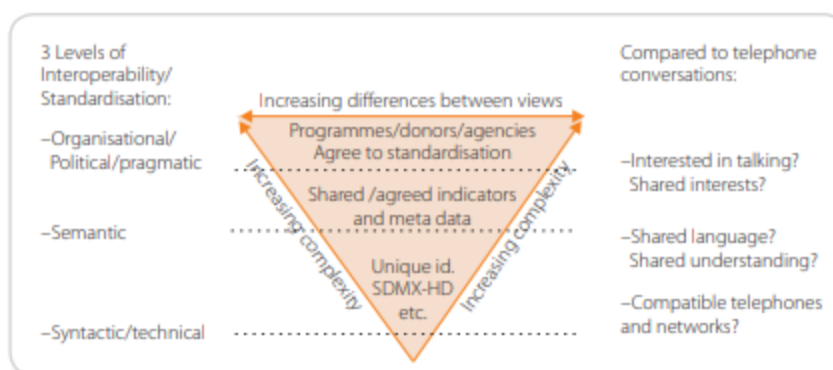 3 Levels of
Interoperability/
Standardisation:
–Organisational/
Political/pragmatic
–Semantic
–Syntactic/technical
Increasing differences between views
Programmes/donors/agencies
Agree to standardisation
Shared /agreed indicators
and meta data
Unique id.
SDMX-HD
etc.
Increasing complexity
Increasing complexity
Compared to telephone
conversations:
–Interested in talking?
Shared interests?
–Shared language?
Shared understanding?
–Compatible telephones
and networks?